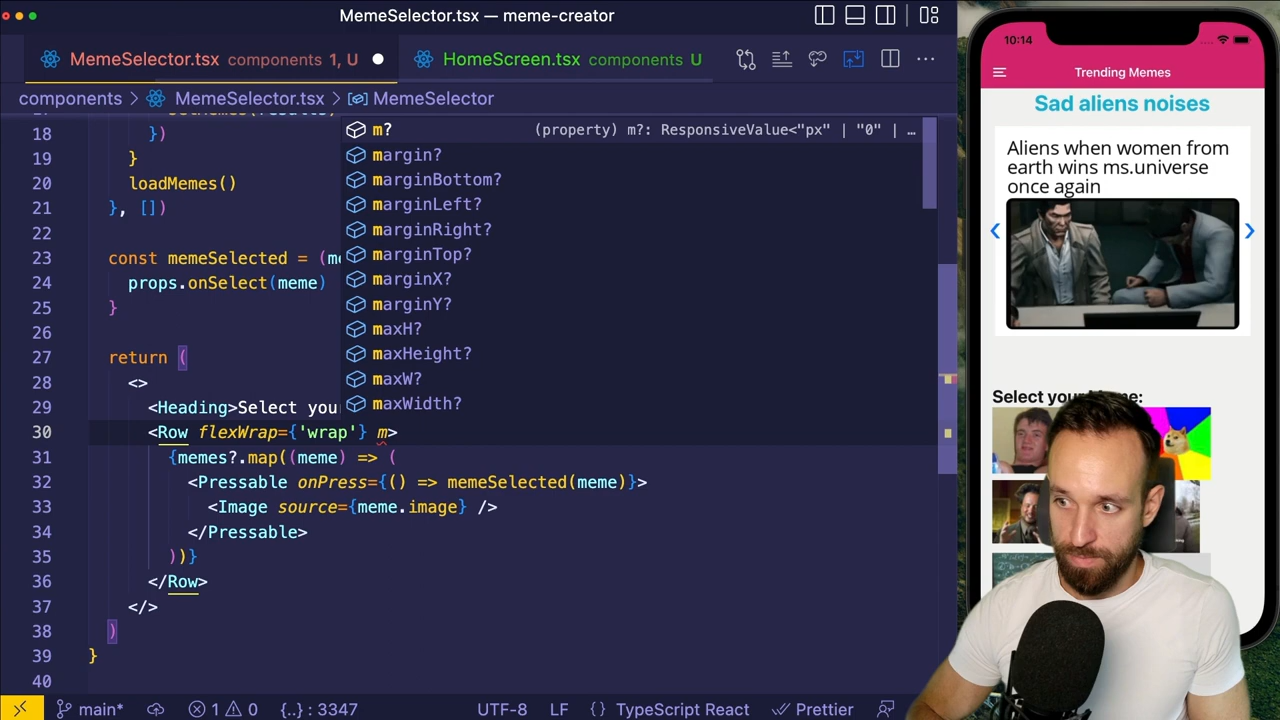 MemeSelector.tsx — meme-creator
MemeSelector.tsx components 1, U
HomeScreen.tsx components U
components > MemeSelector.tsx > MemeSelector
18 })
19 }
20 loadMemes()
21 }, [])
22
23 const memeSelected = (me
24 props.onSelect(meme)
25 }
26
27 return (
28 <>
29 <Heading>Select your
30 <Row flexWrap={'wrap'} m>
31 {memes?.map((meme) => (
32 <Pressable onPress={() => memeSelected(meme)}>
33 <Image source={meme.image} />
34 </Pressable>
35 ))}
36 </Row>
37 </>
38 )
39 }
40
m? (property) m?: ResponsiveValue<"px" | "0" | …
margin?
marginBottom?
marginLeft?
marginRight?
marginTop?
marginX?
marginY?
maxH?
maxHeight?
maxW?
maxWidth?
main* 1 0 {..} : 3347 UTF-8 LF {} TypeScript React Prettier
10:14
Trending Memes
Sad aliens noises
Aliens when women from
earth wins ms.universe
once again
Select your